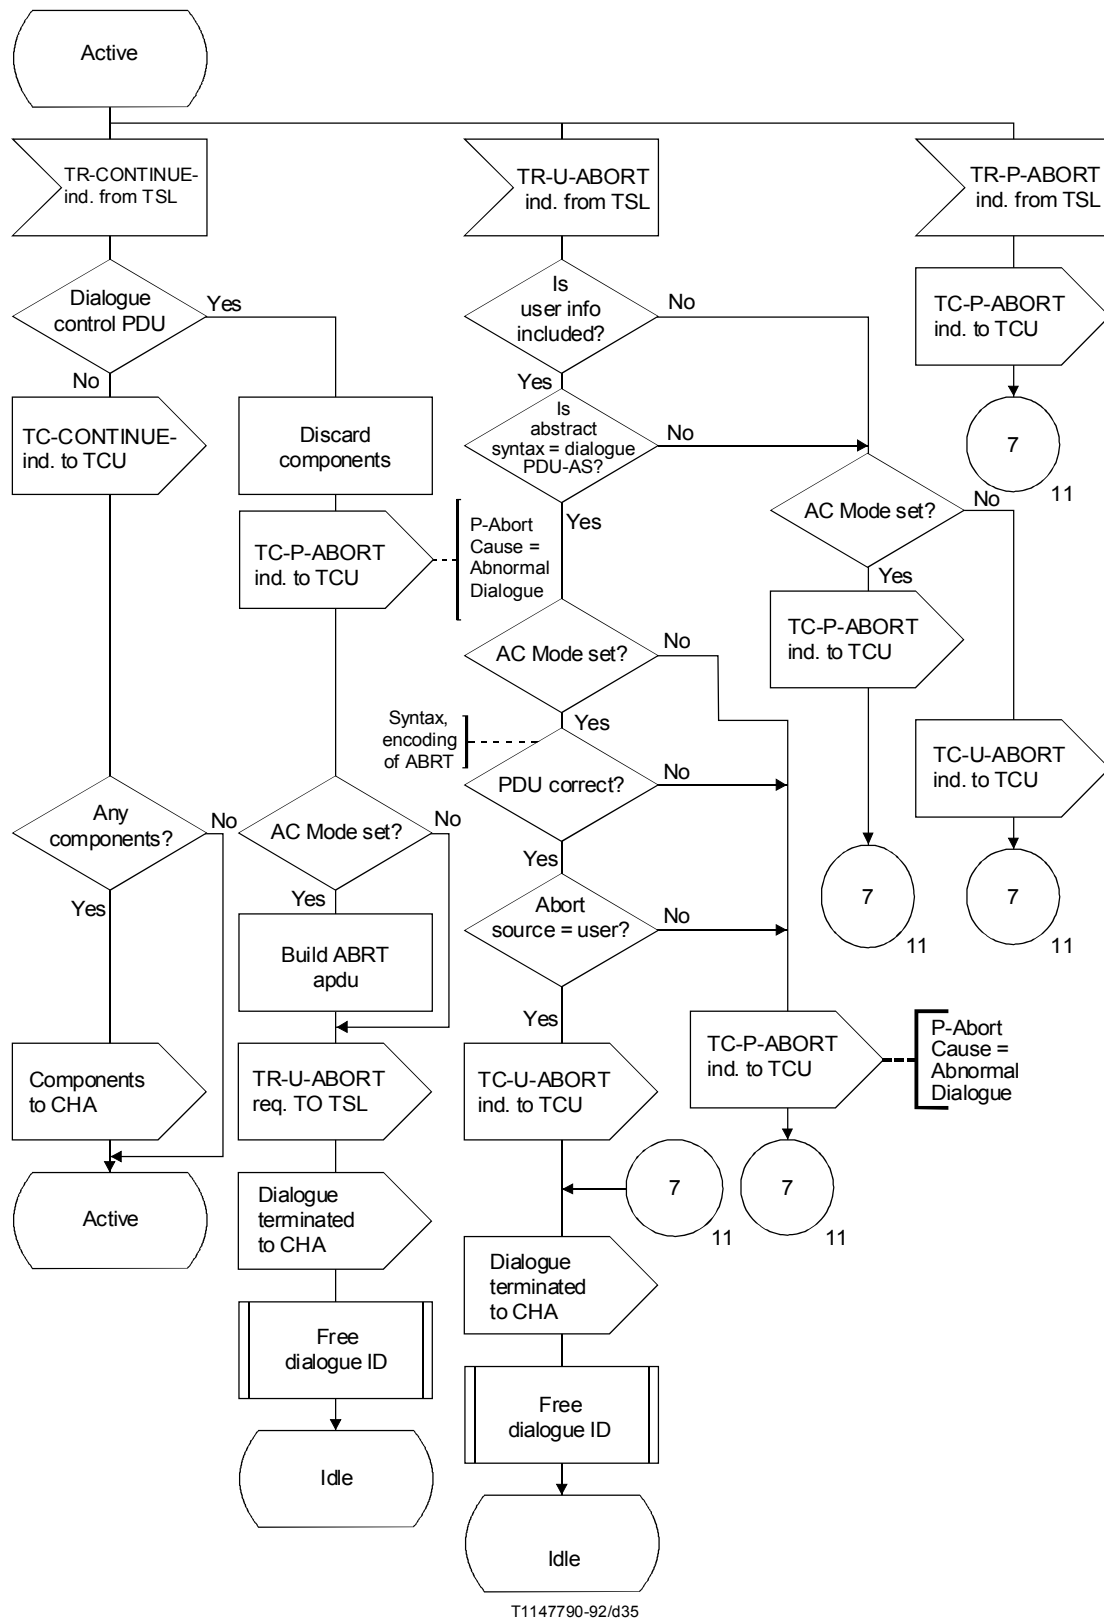 Active
TR-CONTINUE-
ind. from TSL
TR-U-ABORT
ind. from TSL
TR-P-ABORT
ind. from TSL
Dialogue
control PDU
Yes
No
Is
user info
included?
No
Yes
TC-P-ABORT
ind. to TCU
7
11
TC-CONTINUE-
ind. to TCU
Discard
components
Is
abstract
syntax = dialogue
PDU-AS?
No
Yes
AC Mode set?
No
Yes
TC-P-ABORT
ind. to TCU
P-Abort
Cause =
Abnormal
Dialogue
TC-P-ABORT
ind. to TCU
AC Mode set?
No
Yes
Syntax,
encoding
of ABRT
TC-U-ABORT
ind. to TCU
PDU correct?
No
Yes
Any
components?
No
Yes
AC Mode set?
No
Yes
7
11
7
11
Abort
source = user?
No
Yes
Build ABRT
apdu
Components
to CHA
TR-U-ABORT
req. TO TSL
TC-U-ABORT
ind. to TCU
TC-P-ABORT
ind. to TCU
P-Abort
Cause =
Abnormal
Dialogue
Active
Dialogue
terminated
to CHA
7
11
7
11
Dialogue
terminated
to CHA
Free
dialogue ID
Free
dialogue ID
Idle
Idle
T1147790-92/d35